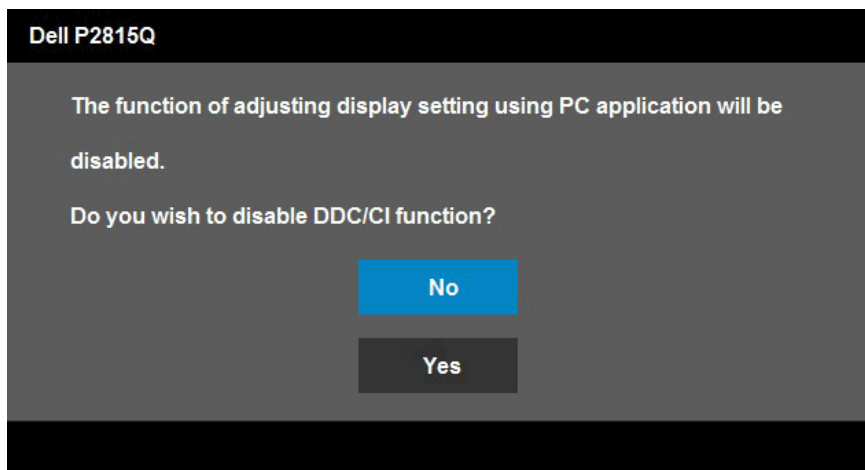 Dell P2815Q
The function of adjusting display setting using PC application will be
disabled.
Do you wish to disable DDC/CI function?
No
Yes